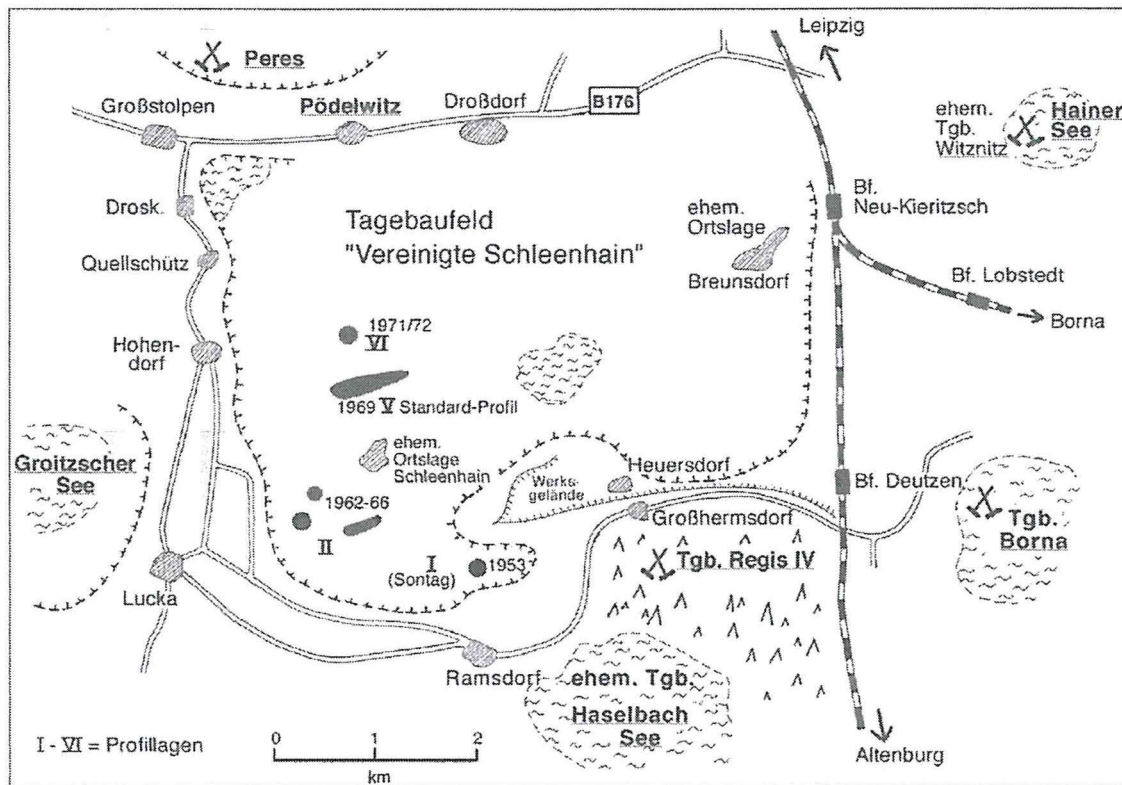 Leipzig
Peres
Großstolpen
Pödelwitz
Droßdorf
B176
ehem.
Tgb.
Witznitz
Hainer
See
Drosk.
Tagebaufeld
"Vereinigte Schleenhain"
ehem.
Ortslage
Breunsdorf
Bf.
Neu-Kieritzsch
Quellschütz
Bf. Lobstedt
Borna
Hohen-
dorf
1971/72
VI
1969 V Standard-Profil
ehem.
Ortslage
Schleenhain
Groitzscher
See
Werks-
gelände
Heuersdorf
Bf. Deutzen
1962-66
II
Großhermsdorf
I
(Sontag)
1953
Tgb. Regis IV
Tgb.
Borna
Lucka
Ramsdorf
ehem. Tgb.
Haselbach
See
I - VI = Profillagen
0 1 2
km
Altenburg